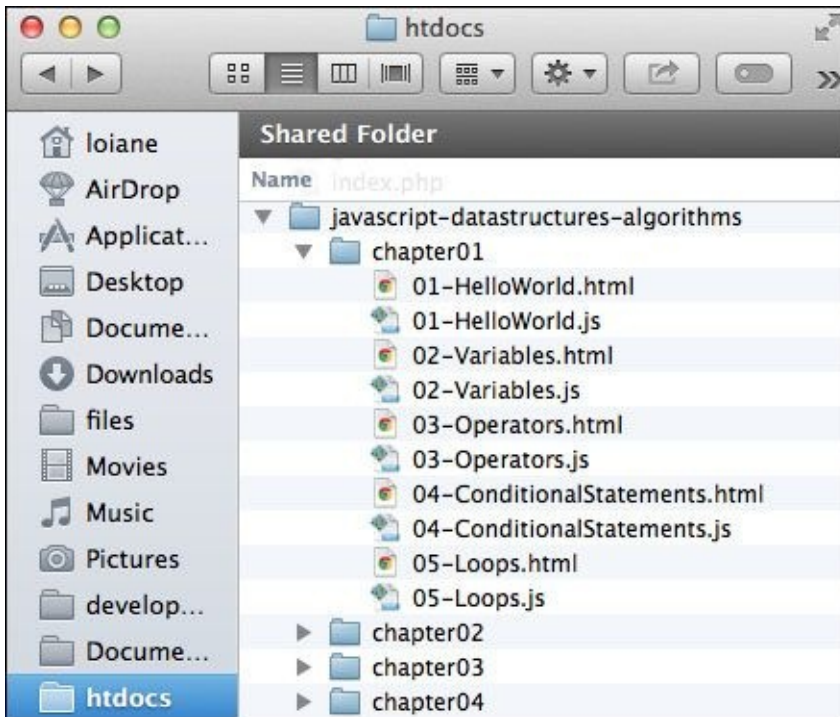 htdocs
loiane
AirDrop
Applicat...
Desktop
Docume...
Downloads
files
Movies
Music
Pictures
develop...
Docume...
htdocs
Shared Folder
Name
index.php
javascript-datastructures-algorithms
chapter01
01-HelloWorld.html
01-HelloWorld.js
02-Variables.html
02-Variables.js
03-Operators.html
03-Operators.js
04-ConditionalStatements.html
04-ConditionalStatements.js
05-Loops.html
05-Loops.js
chapter02
chapter03
chapter04